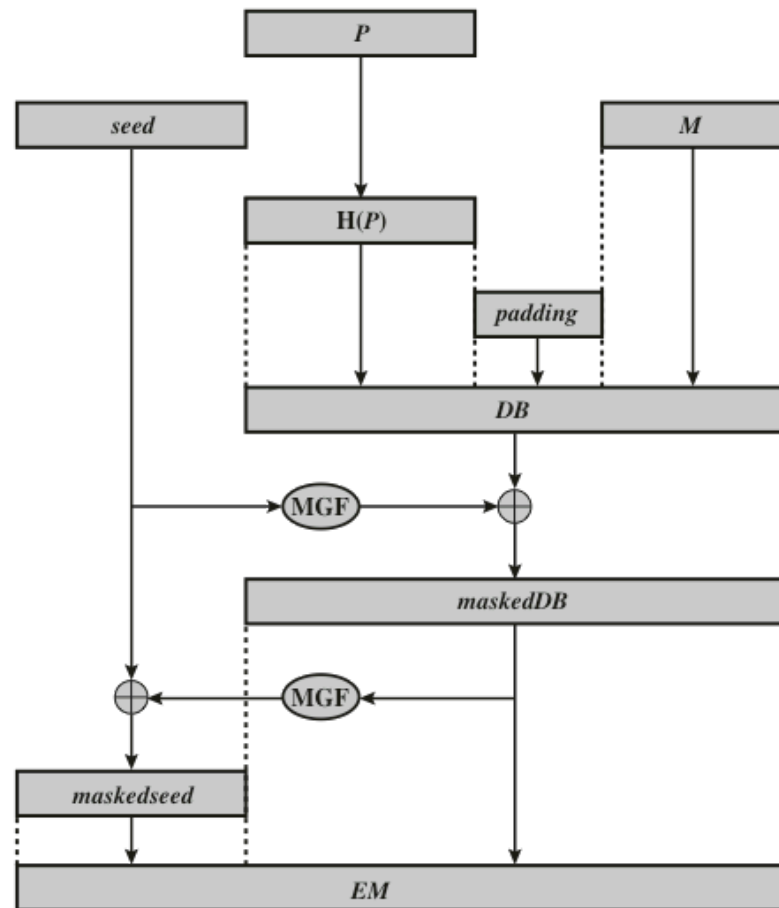 P
seed
M
H(P)
padding
DB
MGF
maskedDB
MGF
maskedseed
EM